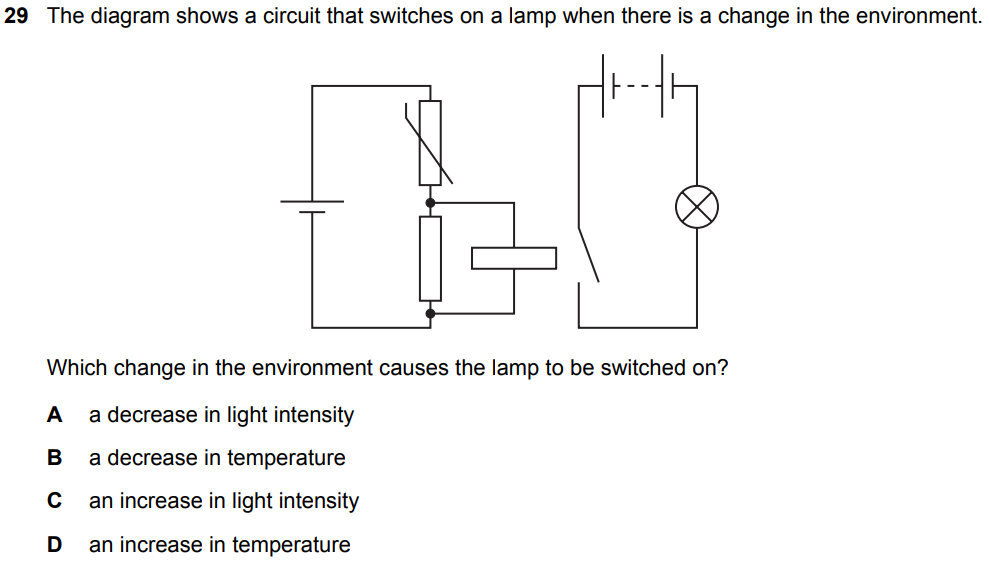 29 The diagram shows a circuit that switches on a lamp when there is a change in the environment.
Which change in the environment causes the lamp to be switched on?
A a decrease in light intensity
B a decrease in temperature
C an increase in light intensity
D an increase in temperature